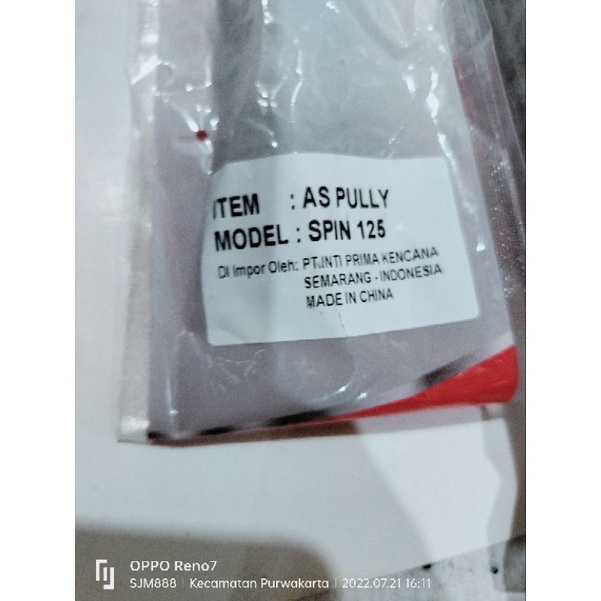 ITEM : AS PULLY
MODEL : SPIN 125
Di Impor Oleh: PT.INTI PRIMA KENCANA
SEMARANG - INDONESIA
MADE IN CHINA
OPPO Reno7
SJM888 | Kecamatan Purwakarta | 2022.07.21 16:11